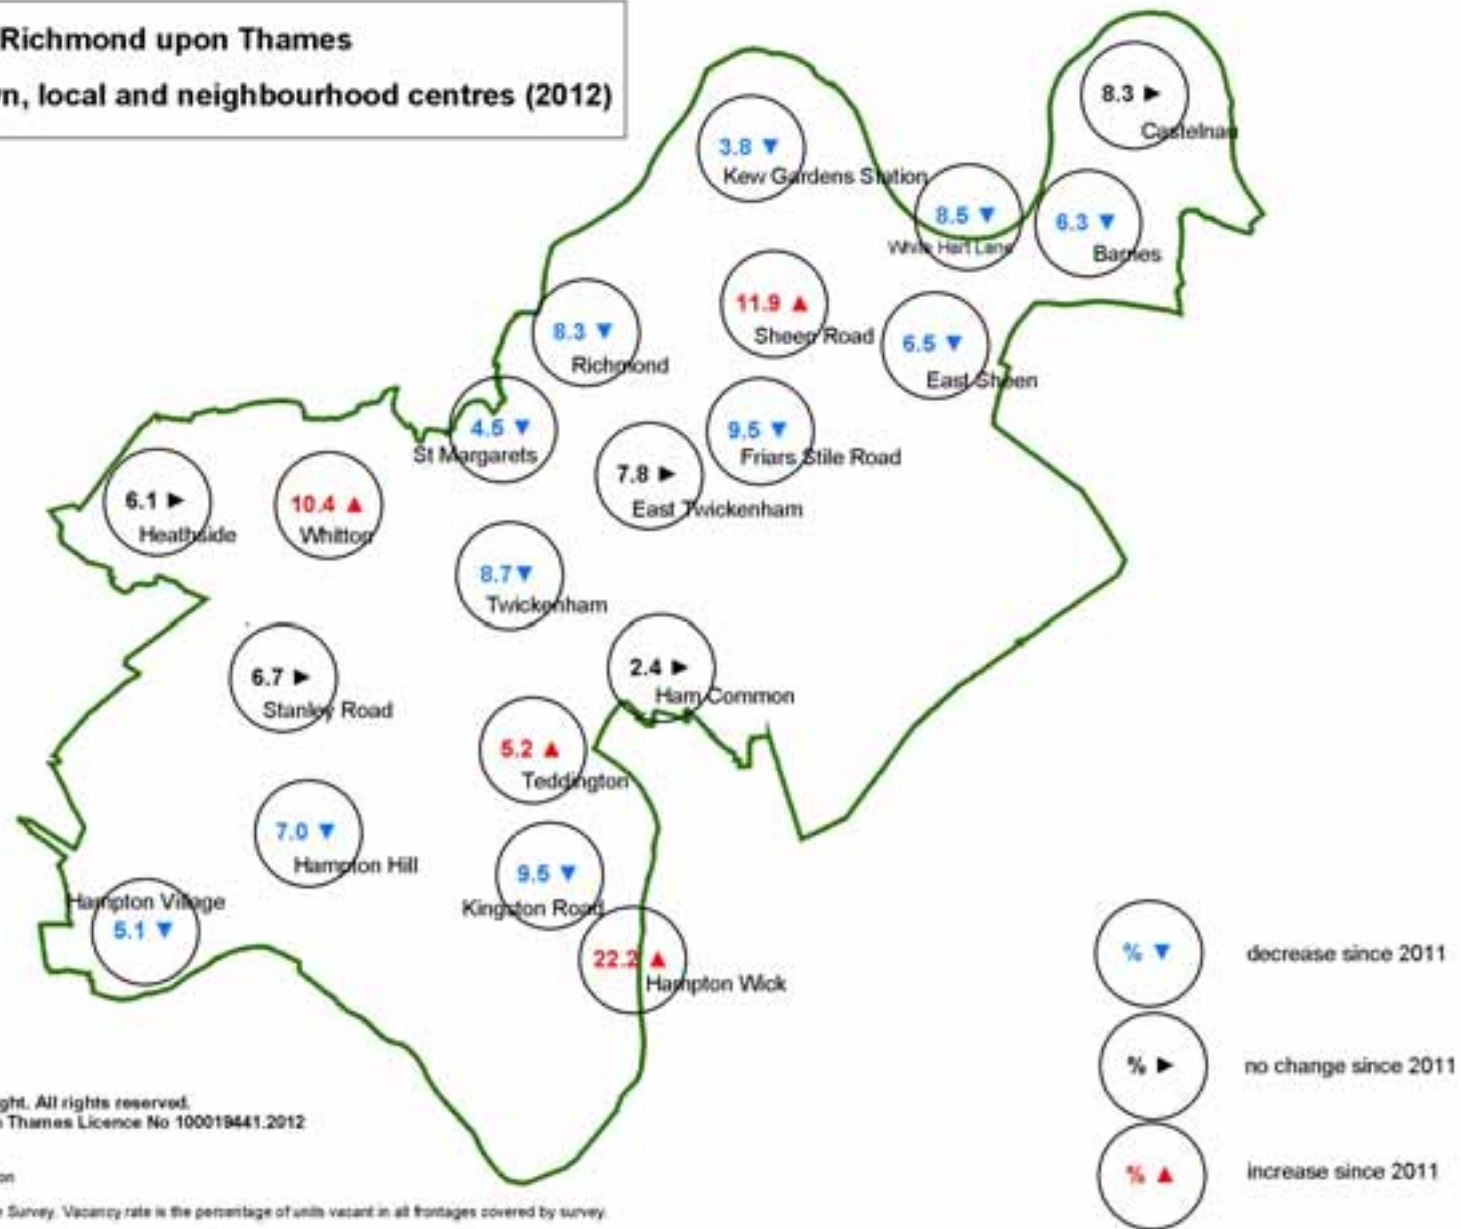 Richmond upon Thames
local and neighbourhood centres (2012)
8.3 ►
Castelnau
3.8 ▼
Kew Gardens Station
8.5 ▼
White Hart Lane
6.3 ▼
Barnes
11.9 ▲
Sheen Road
8.3 ▼
Richmond
6.5 ▼
East Sheen
4.5 ▼
St Margarets
9.5 ▼
Friars Stile Road
7.8 ►
East Twickenham
6.1 ►
Heathside
10.4 ▲
Whitton
8.7 ▼
Twickenham
2.4 ►
Ham Common
6.7 ►
Stanley Road
5.2 ▲
Teddington
7.0 ▼
Hampton Hill
9.5 ▼
Kingston Road
Hampton Village
5.1 ▼
22.2 ▲
Hampton Wick
% ▼ decrease since 2011
% ► no change since 2011
% ▲ increase since 2011
All rights reserved.
Thames Licence No 100019441.2012
Survey. Vacancy rate is the percentage of units vacant in all frontages covered by survey.